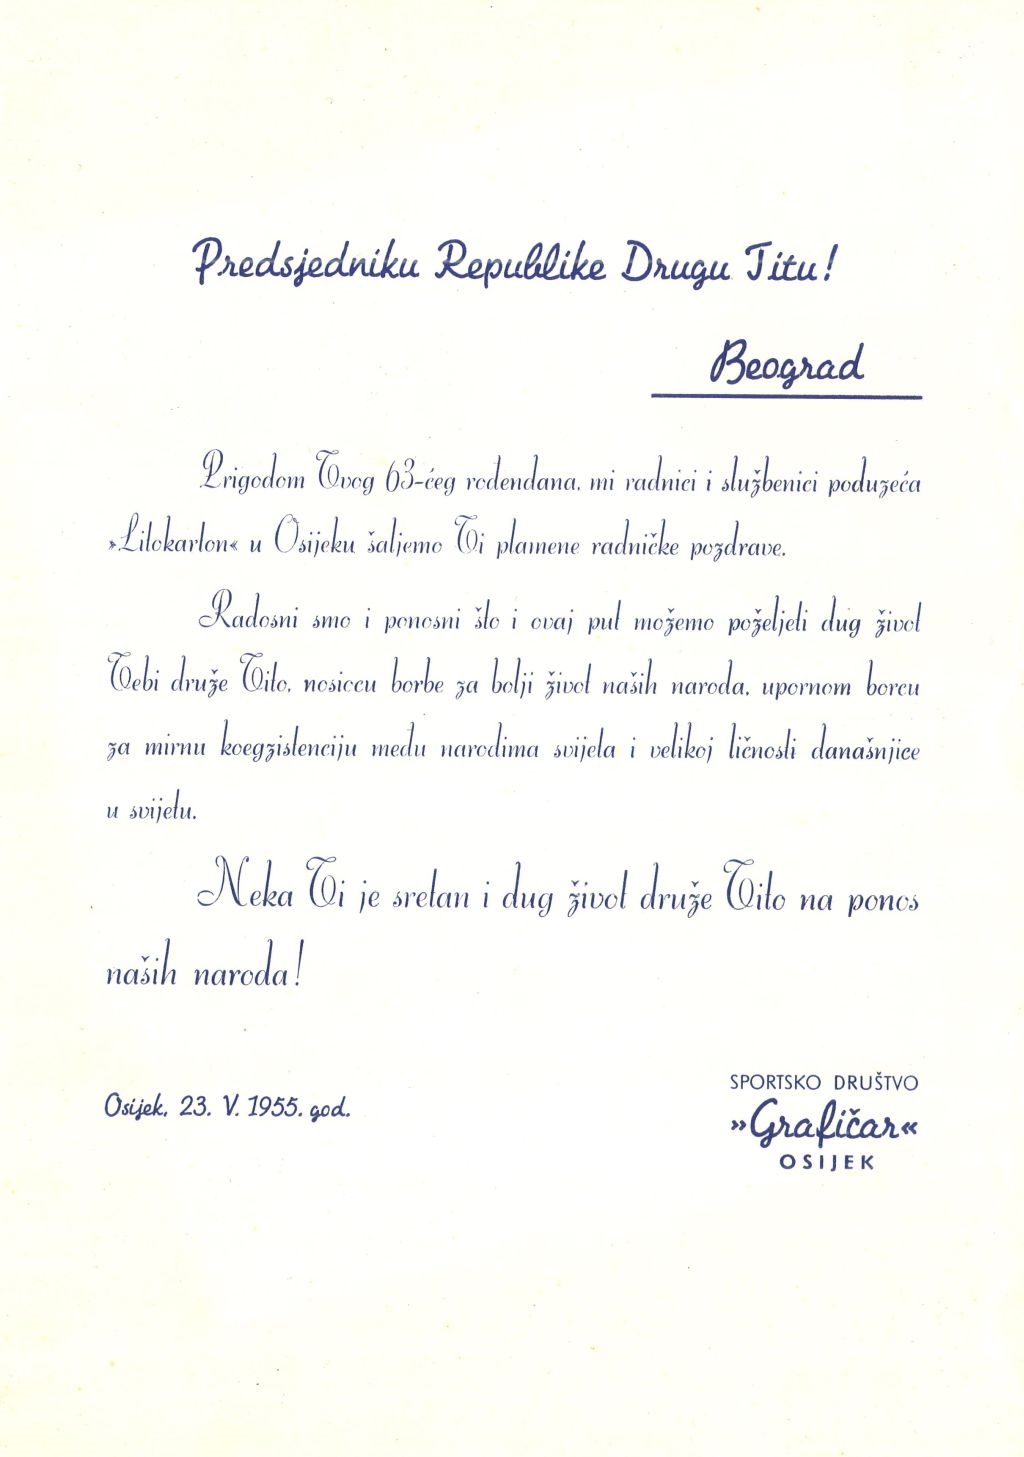 Predsjedniku Republike Drugu Titu!
Beograd
Prigodom Tvog 63-ćeg rođendana, mi radnici i službenici poduzeća
»Litokarton« u Osijeku šaljemo Ti plamene radničke pozdrave.
Radosni smo i ponosni što i ovaj put možemo poželjeti dug život
Tebi druže Tito, nosiocu borbe za bolji život naših naroda, upornom borcu
za mirnu koegzistenciju među narodima svijeta i velikoj ličnosti današnjice
u svijetu.
Neka Ti je sretan i dug život druže Tito na ponos
naših naroda!
Osijek, 23. V. 1955. god.
SPORTSKO DRUŠTVO
»Grafičar«
OSIJEK